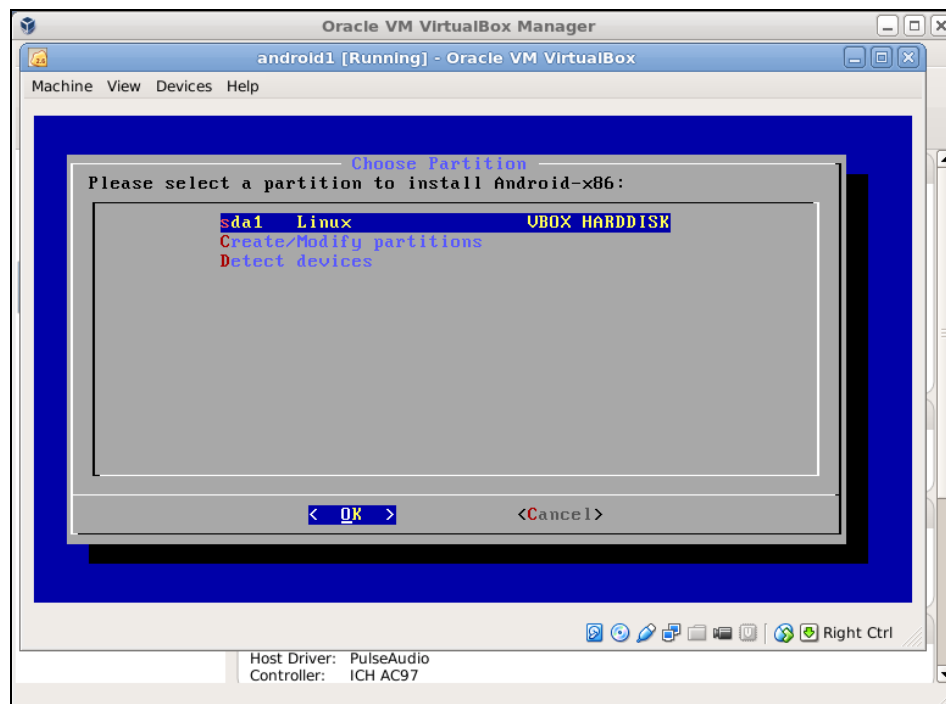 Oracle VM VirtualBox Manager
android1 [Running] - Oracle VM VirtualBox
Machine View Devices Help
Choose Partition
Please select a partition to install Android-x86:
sda1 Linux VBOX HARDDISK
Create/Modify partitions
Detect devices
< OK > <Cancel>
Right Ctrl
Host Driver: PulseAudio
Controller: ICH AC97